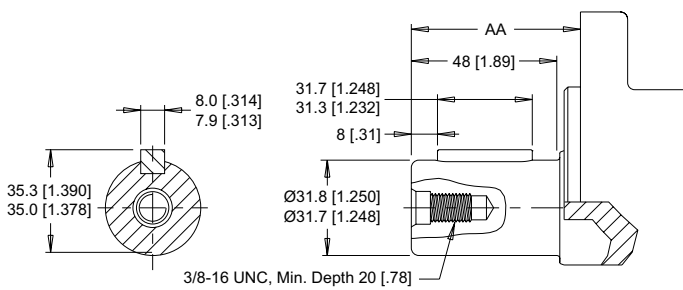 AA
48 [1.89]
8.0 [.314]
7.9 [.313]
31.7 [1.248]
31.3 [1.232]
8 [.31]
35.3 [1.390]
35.0 [1.378]
Ø31.8 [1.250]
Ø31.7 [1.248]
3/8-16 UNC, Min. Depth 20 [.78]